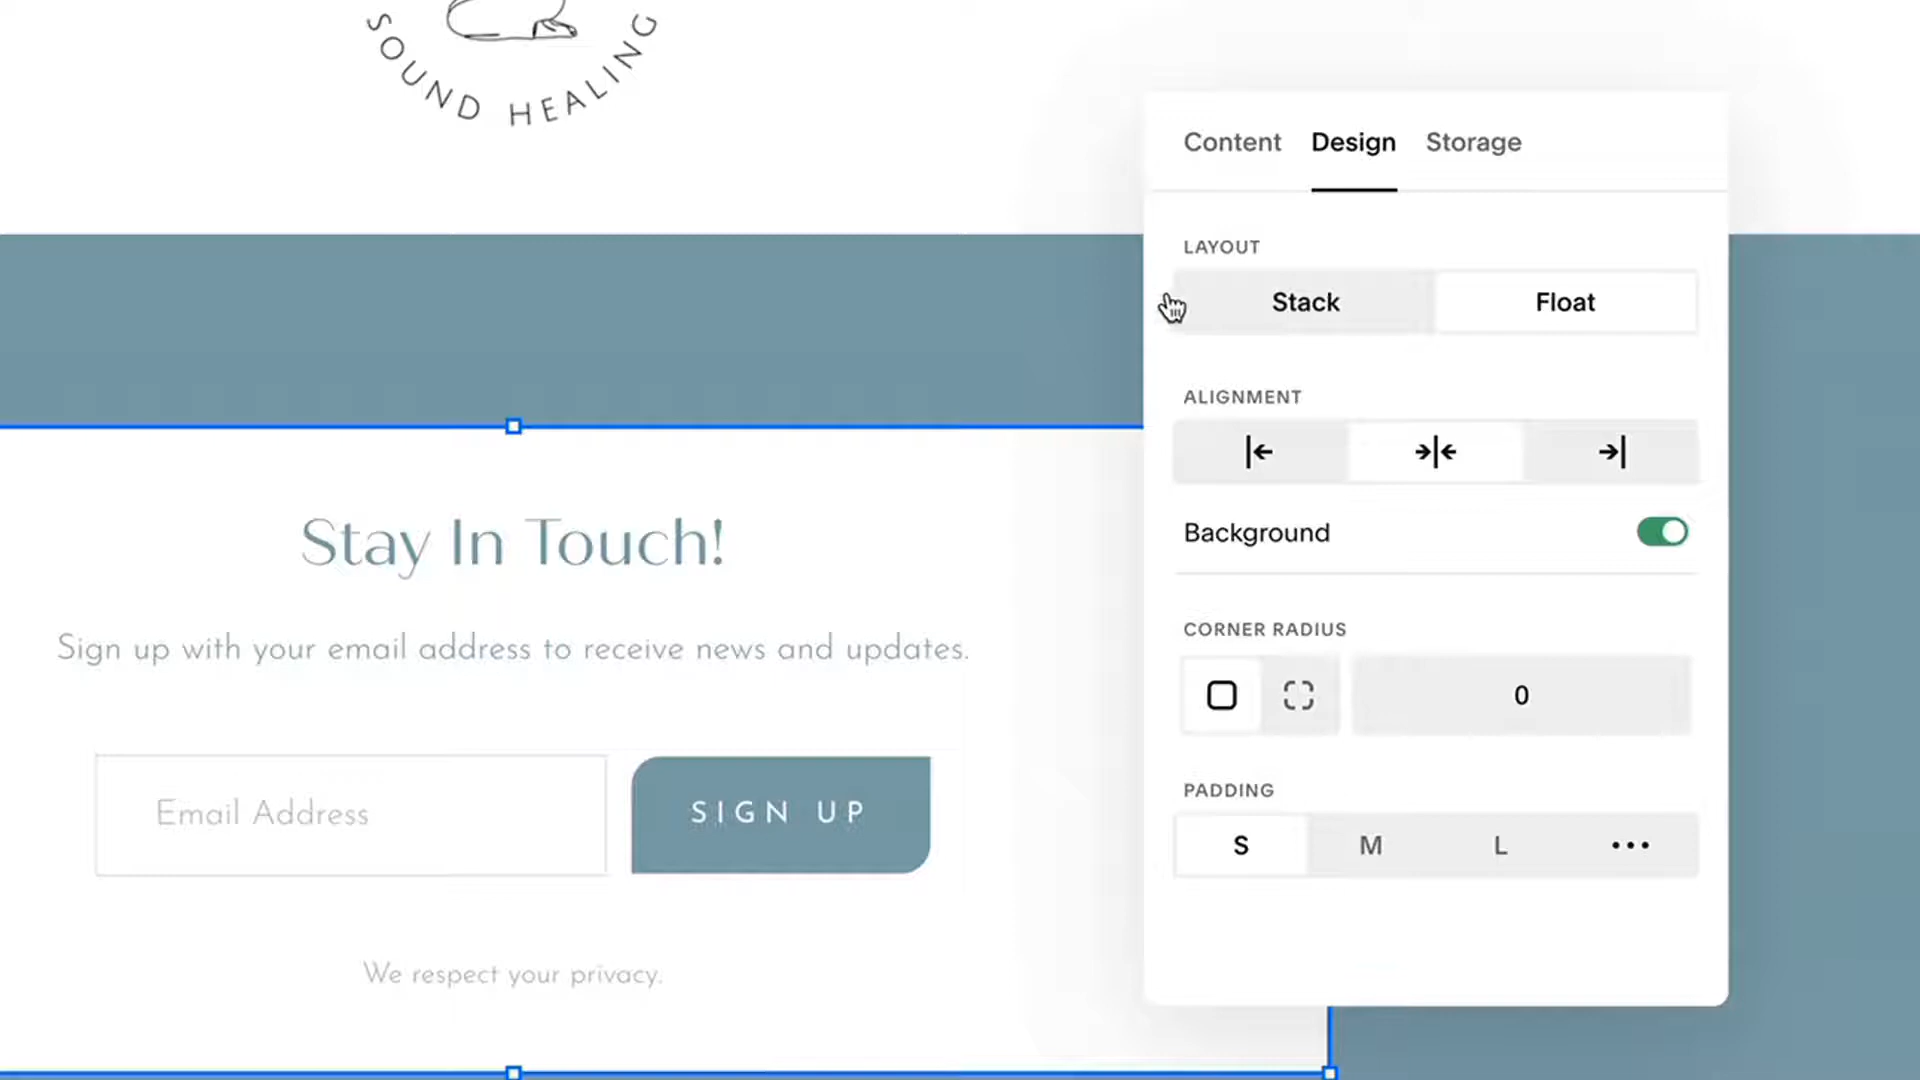 SOUND HEALING
Stay In Touch!
Sign up with your email address to receive news and updates.
Email Address
SIGN UP
We respect your privacy.
Content Design Storage
LAYOUT
Stack Float
ALIGNMENT
Background
CORNER RADIUS
0
PADDING
S M L